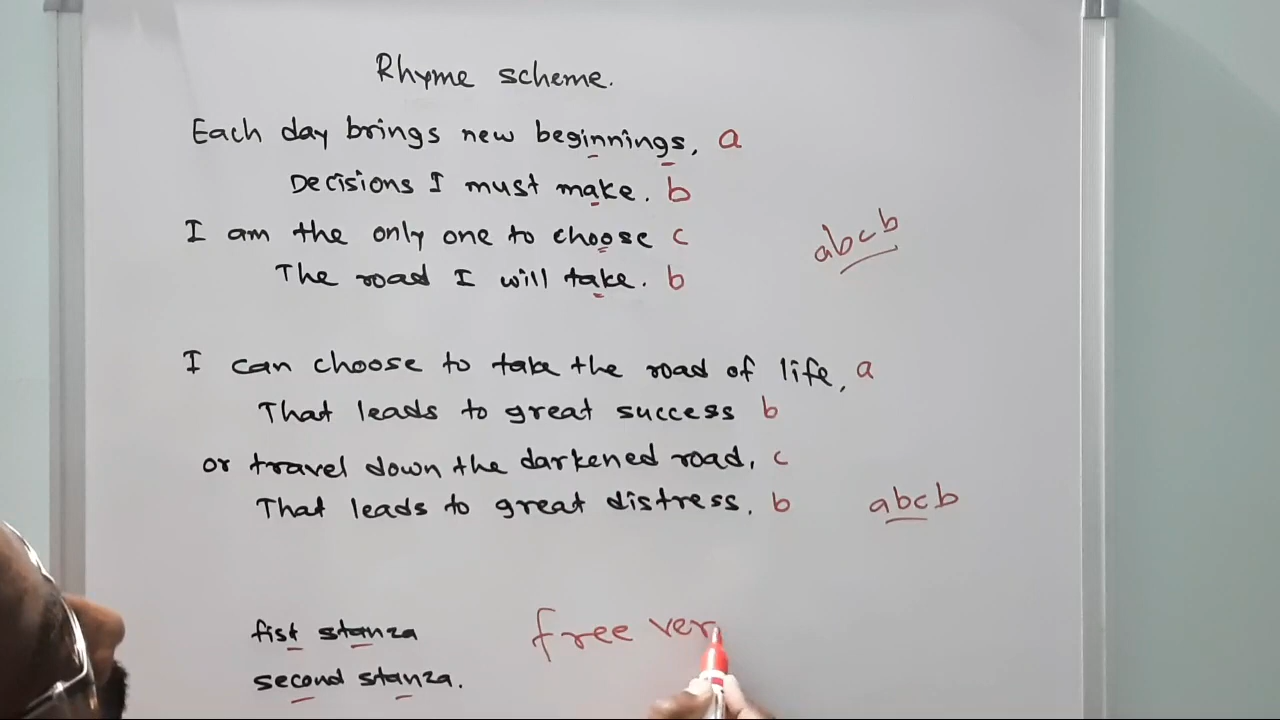 Rhyme scheme.
Each day brings new beginnings, a
Decisions I must make. b
I am the only one to choose c
The road I will take. b
abcb
I can choose to take the road of life, a
That leads to great success b
or travel down the darkened road, c
That leads to great distress. b
abcb
fist stanza
second stanza.
free ver